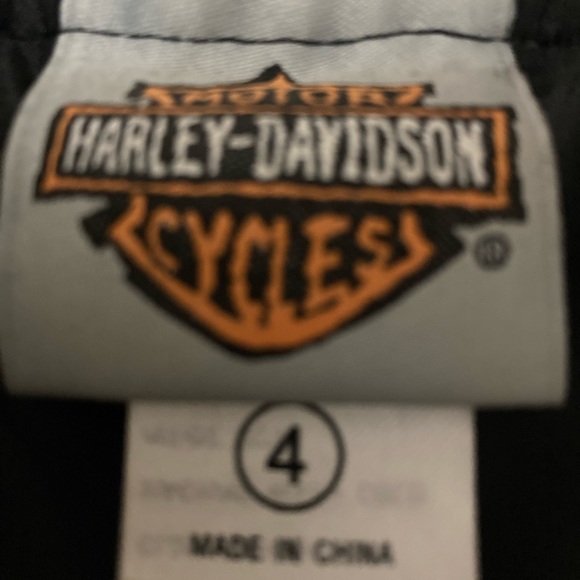 MOTOR
HARLEY-DAVIDSON
CYCLES
®
4
MADE IN CHINA